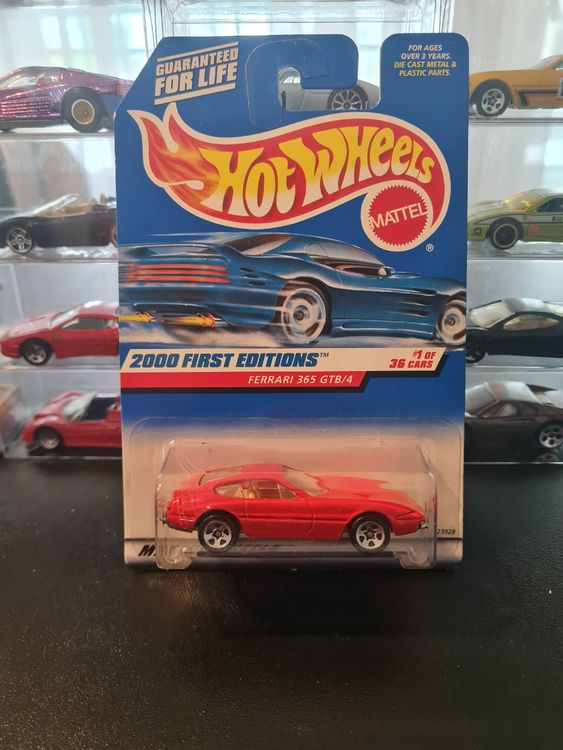 GUARANTEED
FOR LIFE
FOR AGES
OVER 3 YEARS.
DIE CAST METAL &
PLASTIC PARTS.
HOT WHEELS
MATTEL
®
2000 FIRST EDITIONS™
#1 OF
36 CARS
FERRARI 365 GTB/4
23928